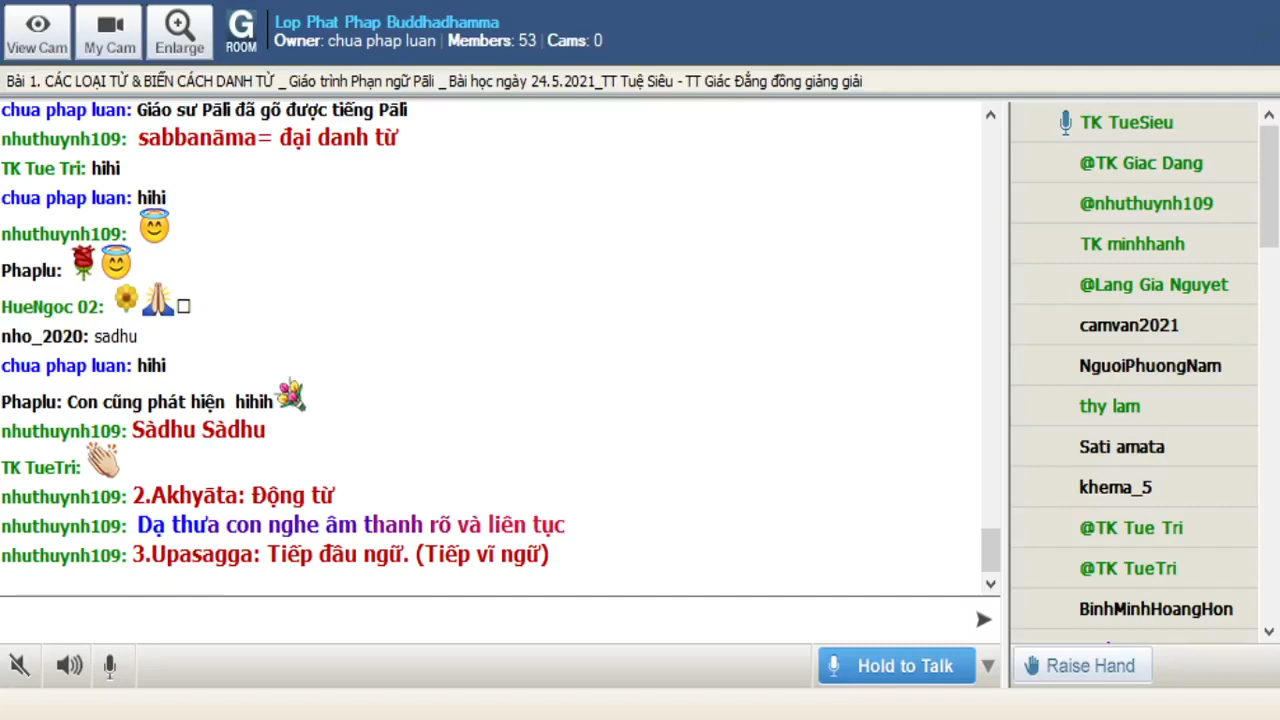 View Cam
My Cam
Enlarge
G
ROOM
Lop Phat Phap Buddhadhamma
Owner: chua phap luan | Members: 53 | Cams: 0
Bài 1. CÁC LOẠI TỪ & BIẾN CÁCH DANH TỪ _ Giáo trình Phạn ngữ Pāli _ Bài học ngày 24.5.2021_TT Tuệ Siêu - TT Giác Đẳng đồng giảng giải
chua phap luan: Giáo sư Pāli đã gõ được tiếng Pāli
nhuthuynh109: sabbanāma= đại danh từ
TK Tue Tri: hihi
chua phap luan: hihi
nhuthuynh109:
Phaplu:
HueNgoc 02:
nho_2020: sadhu
chua phap luan: hihi
Phaplu: Con cũng phát hiện hihih
nhuthuynh109: Sàdhu Sàdhu
TK TueTri:
nhuthuynh109: 2.Akhyāta: Động từ
nhuthuynh109: Dạ thưa con nghe âm thanh rõ và liên tục
nhuthuynh109: 3.Upasagga: Tiếp đầu ngữ. (Tiếp vĩ ngữ)
TK TueSieu
@TK Giac Dang
@nhuthuynh109
TK minhhanh
@Lang Gia Nguyet
camvan2021
NguoiPhuongNam
thy lam
Sati amata
khema_5
@TK Tue Tri
@TK TueTri
BinhMinhHoangHon
Hold to Talk
Raise Hand